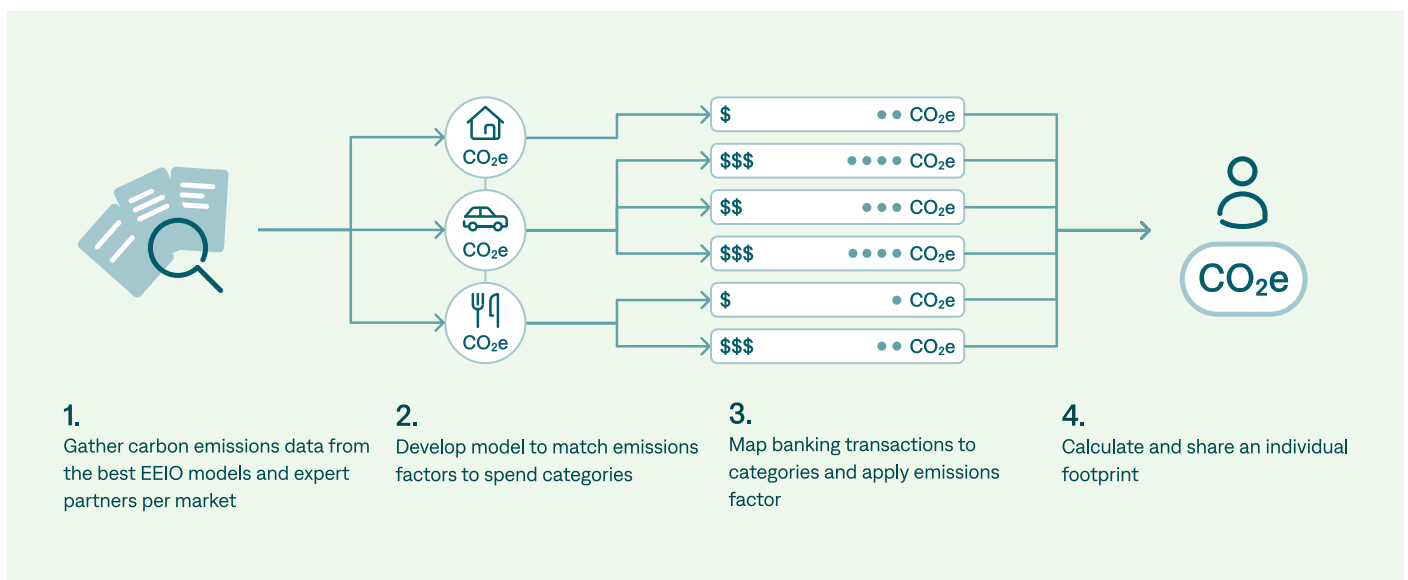 CO₂e
CO₂e
CO₂e
$ CO₂e
$$$ CO₂e
$$ CO₂e
$$$ CO₂e
$ CO₂e
$$$ CO₂e
CO₂e
1.
Gather carbon emissions data from
the best EEIO models and expert
partners per market
2.
Develop model to match emissions
factors to spend categories
3.
Map banking transactions to
categories and apply emissions
factor
4.
Calculate and share an individual
footprint